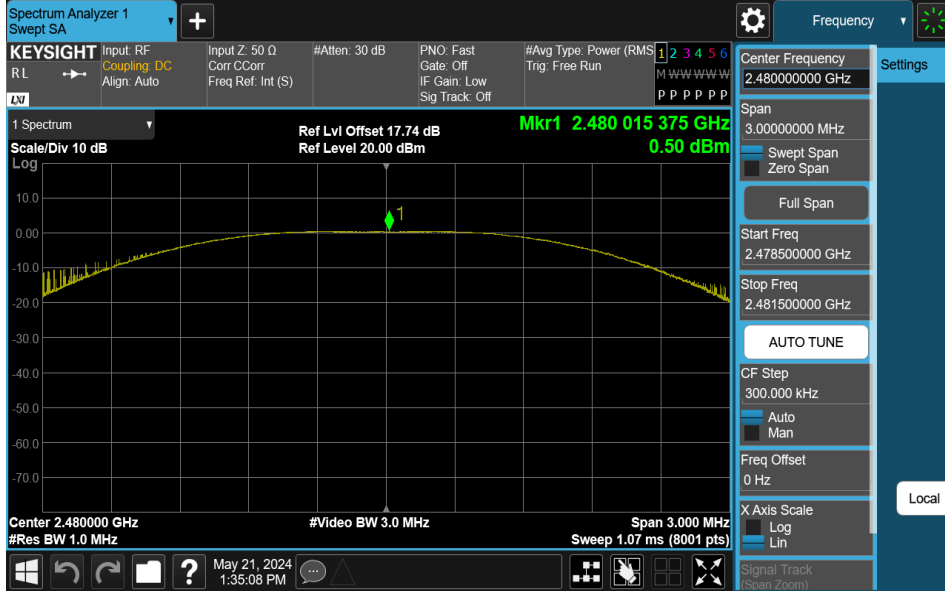 Spectrum Analyzer 1
Swept SA
Frequency
KEYSIGHT
R L
LXI
Input: RF
Coupling: DC
Align: Auto
Input Z: 50 Ω
Corr CCorr
Freq Ref: Int (S)
#Atten: 30 dB
PNO: Fast
Gate: Off
IF Gain: Low
Sig Track: Off
#Avg Type: Power (RMS
Trig: Free Run
1 2 3 4 5 6
M W W W W W
P P P P P P
1 Spectrum
Scale/Div 10 dB
Log
Ref Lvl Offset 17.74 dB
Ref Level 20.00 dBm
Mkr1 2.480 015 375 GHz
0.50 dBm
1
10.0
0.00
-10.0
-20.0
-30.0
-40.0
-50.0
-60.0
-70.0
Center 2.480000 GHz
#Res BW 1.0 MHz
#Video BW 3.0 MHz
Span 3.000 MHz
Sweep 1.07 ms (8001 pts)
May 21, 2024
1:35:08 PM
Center Frequency
2.480000000 GHz
Span
3.00000000 MHz
Swept Span
Zero Span
Full Span
Start Freq
2.478500000 GHz
Stop Freq
2.481500000 GHz
AUTO TUNE
CF Step
300.000 kHz
Auto
Man
Freq Offset
0 Hz
X Axis Scale
Log
Lin
Signal Track
(Span Zoom)
Settings
Local